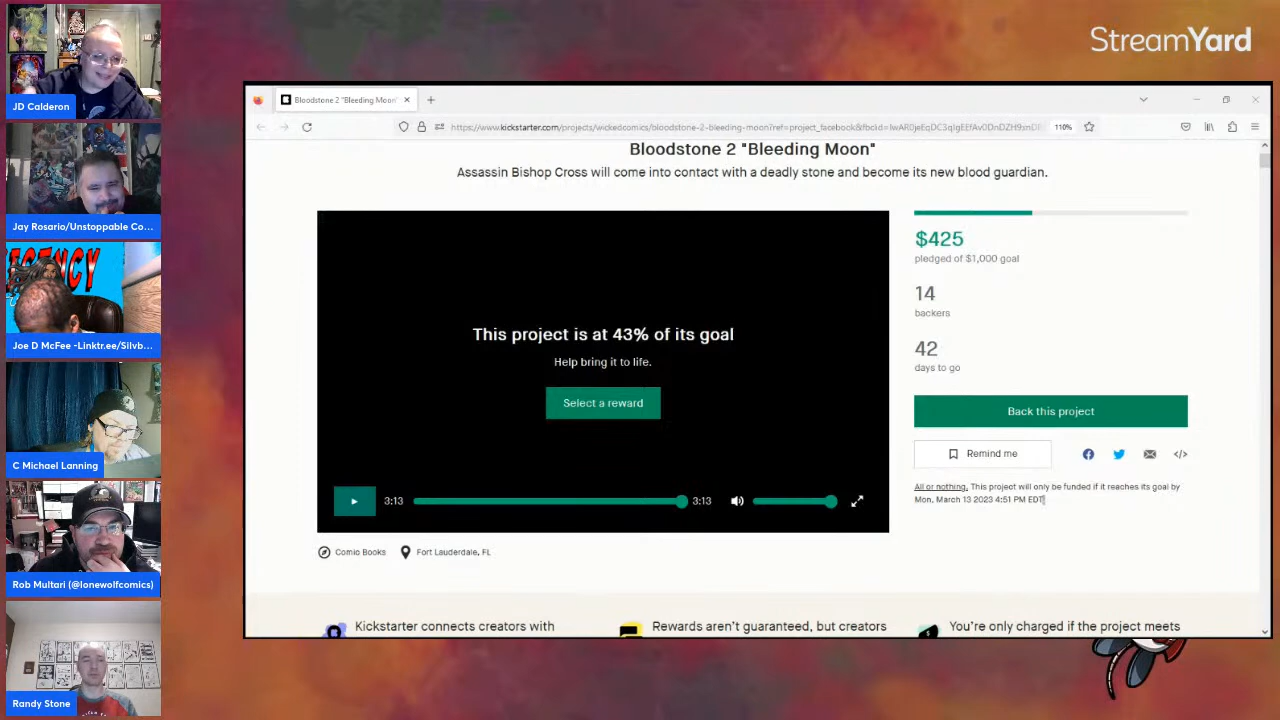 StreamYard
JD Calderon
Jay Rosario/Unstoppable Co...
GENCY
Joe D McFee -Linktr.ee/Silvb...
C Michael Lanning
Rob Multari (@lonewolfcomics)
Randy Stone
Bloodstone 2 "Bleeding Moon"
110%
Bloodstone 2 "Bleeding Moon"
Assassin Bishop Cross will come into contact with a deadly stone and become its new blood guardian.
This project is at 43% of its goal
Help bring it to life.
Select a reward
3:13
3:13
$425
pledged of $1,000 goal
14
backers
42
days to go
Back this project
Remind me
All or nothing. This project will only be funded if it reaches its goal by
Mon, March 13 2023 4:51 PM EDT
Comic Books
Fort Lauderdale, FL
Kickstarter connects creators with
Rewards aren't guaranteed, but creators
You're only charged if the project meets